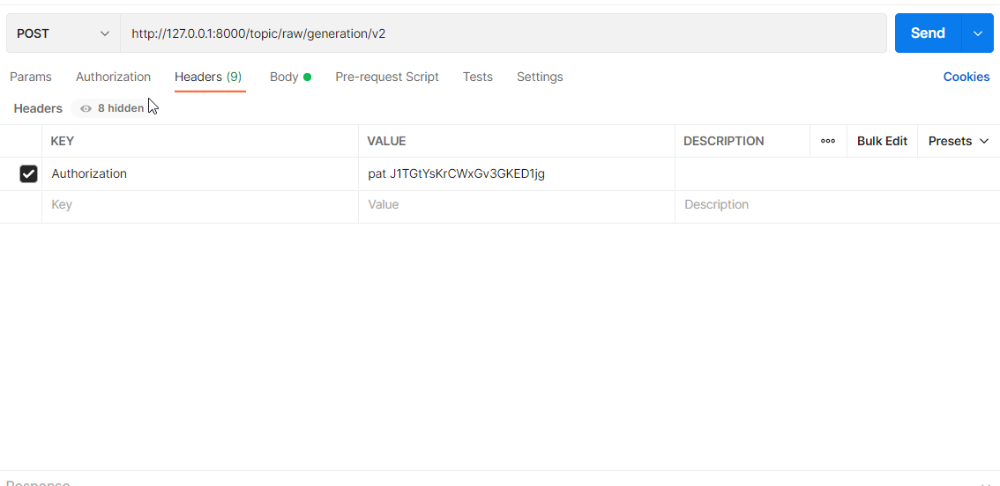 POST http://127.0.0.1:8000/topic/raw/generation/v2 Send
Params Authorization Headers (9) Body Pre-request Script Tests Settings Cookies
Headers 8 hidden
KEY VALUE DESCRIPTION Bulk Edit Presets
Authorization pat J1TGtYsKrCWxGv3GKED1jg
Key Value Description
Response